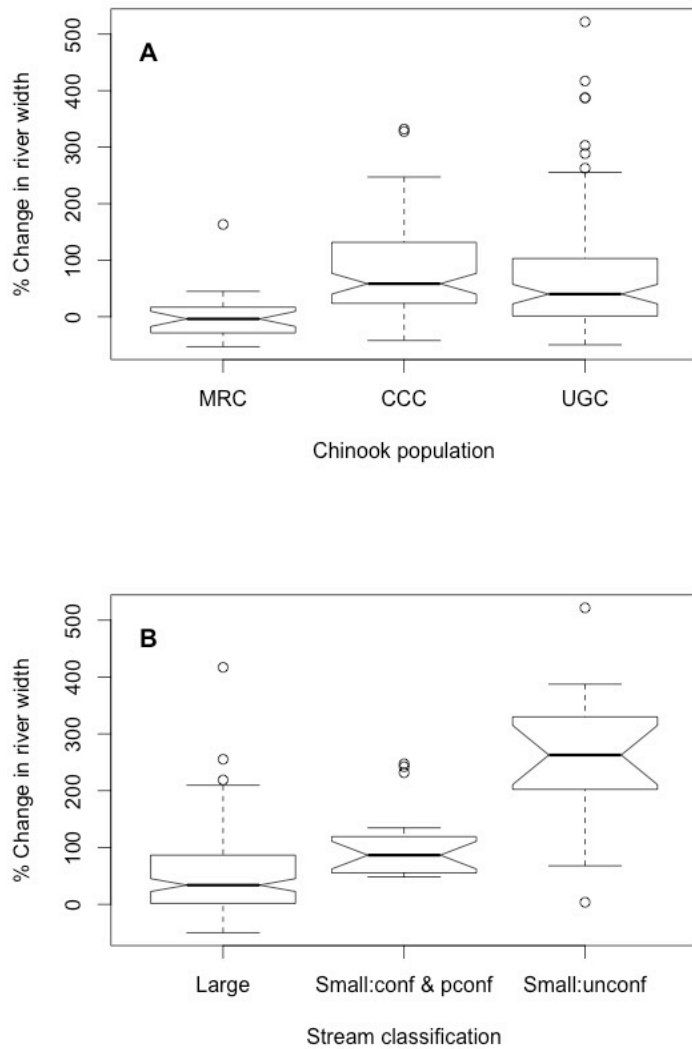 A
% Change in river width
500
400
300
200
100
0
MRC CCC UGC
Chinook population
B
% Change in river width
500
400
300
200
100
0
Large Small:conf & pconf Small:unconf
Stream classification